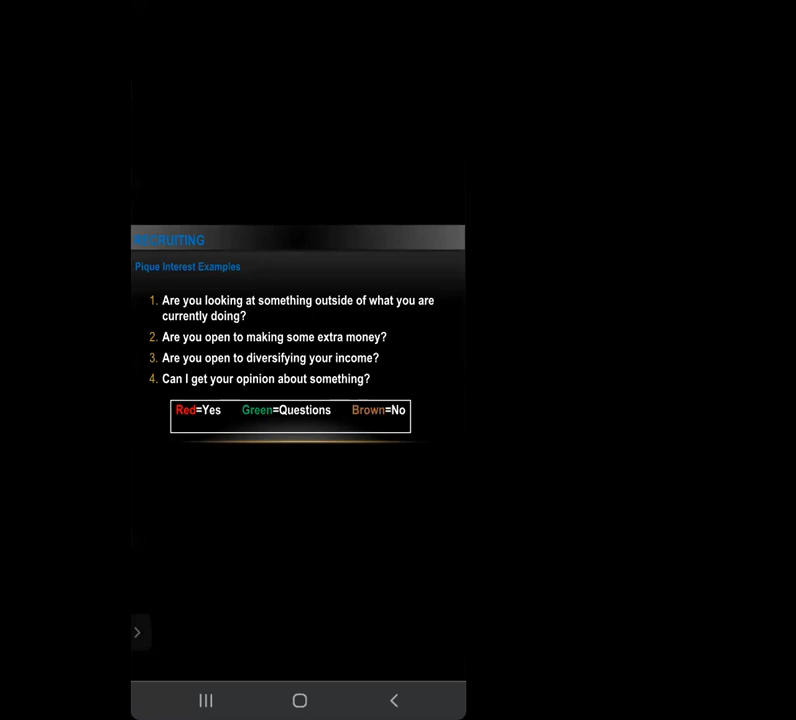 RECRUITING
Pique Interest Examples
1. Are you looking at something outside of what you are
currently doing?
2. Are you open to making some extra money?
3. Are you open to diversifying your income?
4. Can I get your opinion about something?
Red=Yes Green=Questions Brown=No